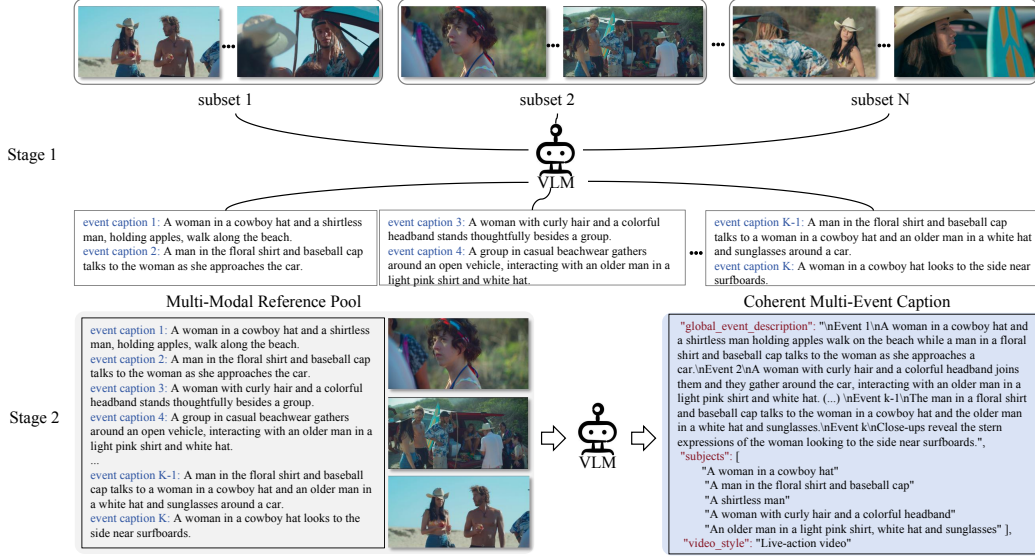 subset 1
subset 2
subset N
Stage 1
VLM
event caption 1: A woman in a cowboy hat and a shirtless
man, holding apples, walk along the beach.
event caption 2: A man in the floral shirt and baseball cap
talks to the woman as she approaches the car.
event caption 3: A woman with curly hair and a colorful
headband stands thoughtfully besides a group.
event caption 4: A group in casual beachwear gathers
around an open vehicle, interacting with an older man in a
light pink shirt and white hat.
event caption K-1: A man in the floral shirt and baseball cap
talks to a woman in a cowboy hat and an older man in a white hat
and sunglasses around a car.
event caption K: A woman in a cowboy hat looks to the side near
surfboards.
Multi-Modal Reference Pool
Coherent Multi-Event Caption
Stage 2
event caption 1: A woman in a cowboy hat and a shirtless
man, holding apples, walk along the beach.
event caption 2: A man in the floral shirt and baseball cap
talks to the woman as she approaches the car.
event caption 3: A woman with curly hair and a colorful
headband stands thoughtfully besides a group.
event caption 4: A group in casual beachwear gathers
around an open vehicle, interacting with an older man in a
light pink shirt and white hat.
...
event caption K-1: A man in the floral shirt and baseball
cap talks to a woman in a cowboy hat and an older man in
a white hat and sunglasses around a car.
event caption K: A woman in a cowboy hat looks to the
side near surfboards.
VLM
"global_event_description": "\nEvent 1\nA woman in a cowboy hat and
a shirtless man holding apples walk on the beach while a man in a floral
shirt and baseball cap talks to the woman as she approaches a
car.\nEvent 2\nA woman with curly hair and a colorful headband joins
them and they gather around the car, interacting with an older man in a
light pink shirt and white hat. (...) \nEvent k-1\nThe man in a floral shirt
and baseball cap talks to the woman in a cowboy hat and the older man
in a white hat and sunglasses.\nEvent k\nClose-ups reveal the stern
expressions of the woman looking to the side near surfboards.",
"subjects": [
"A woman in a cowboy hat"
"A man in the floral shirt and baseball cap"
"A shirtless man"
"A woman with curly hair and a colorful headband"
"An older man in a light pink shirt, white hat and sunglasses" ],
"video_style": "Live-action video"